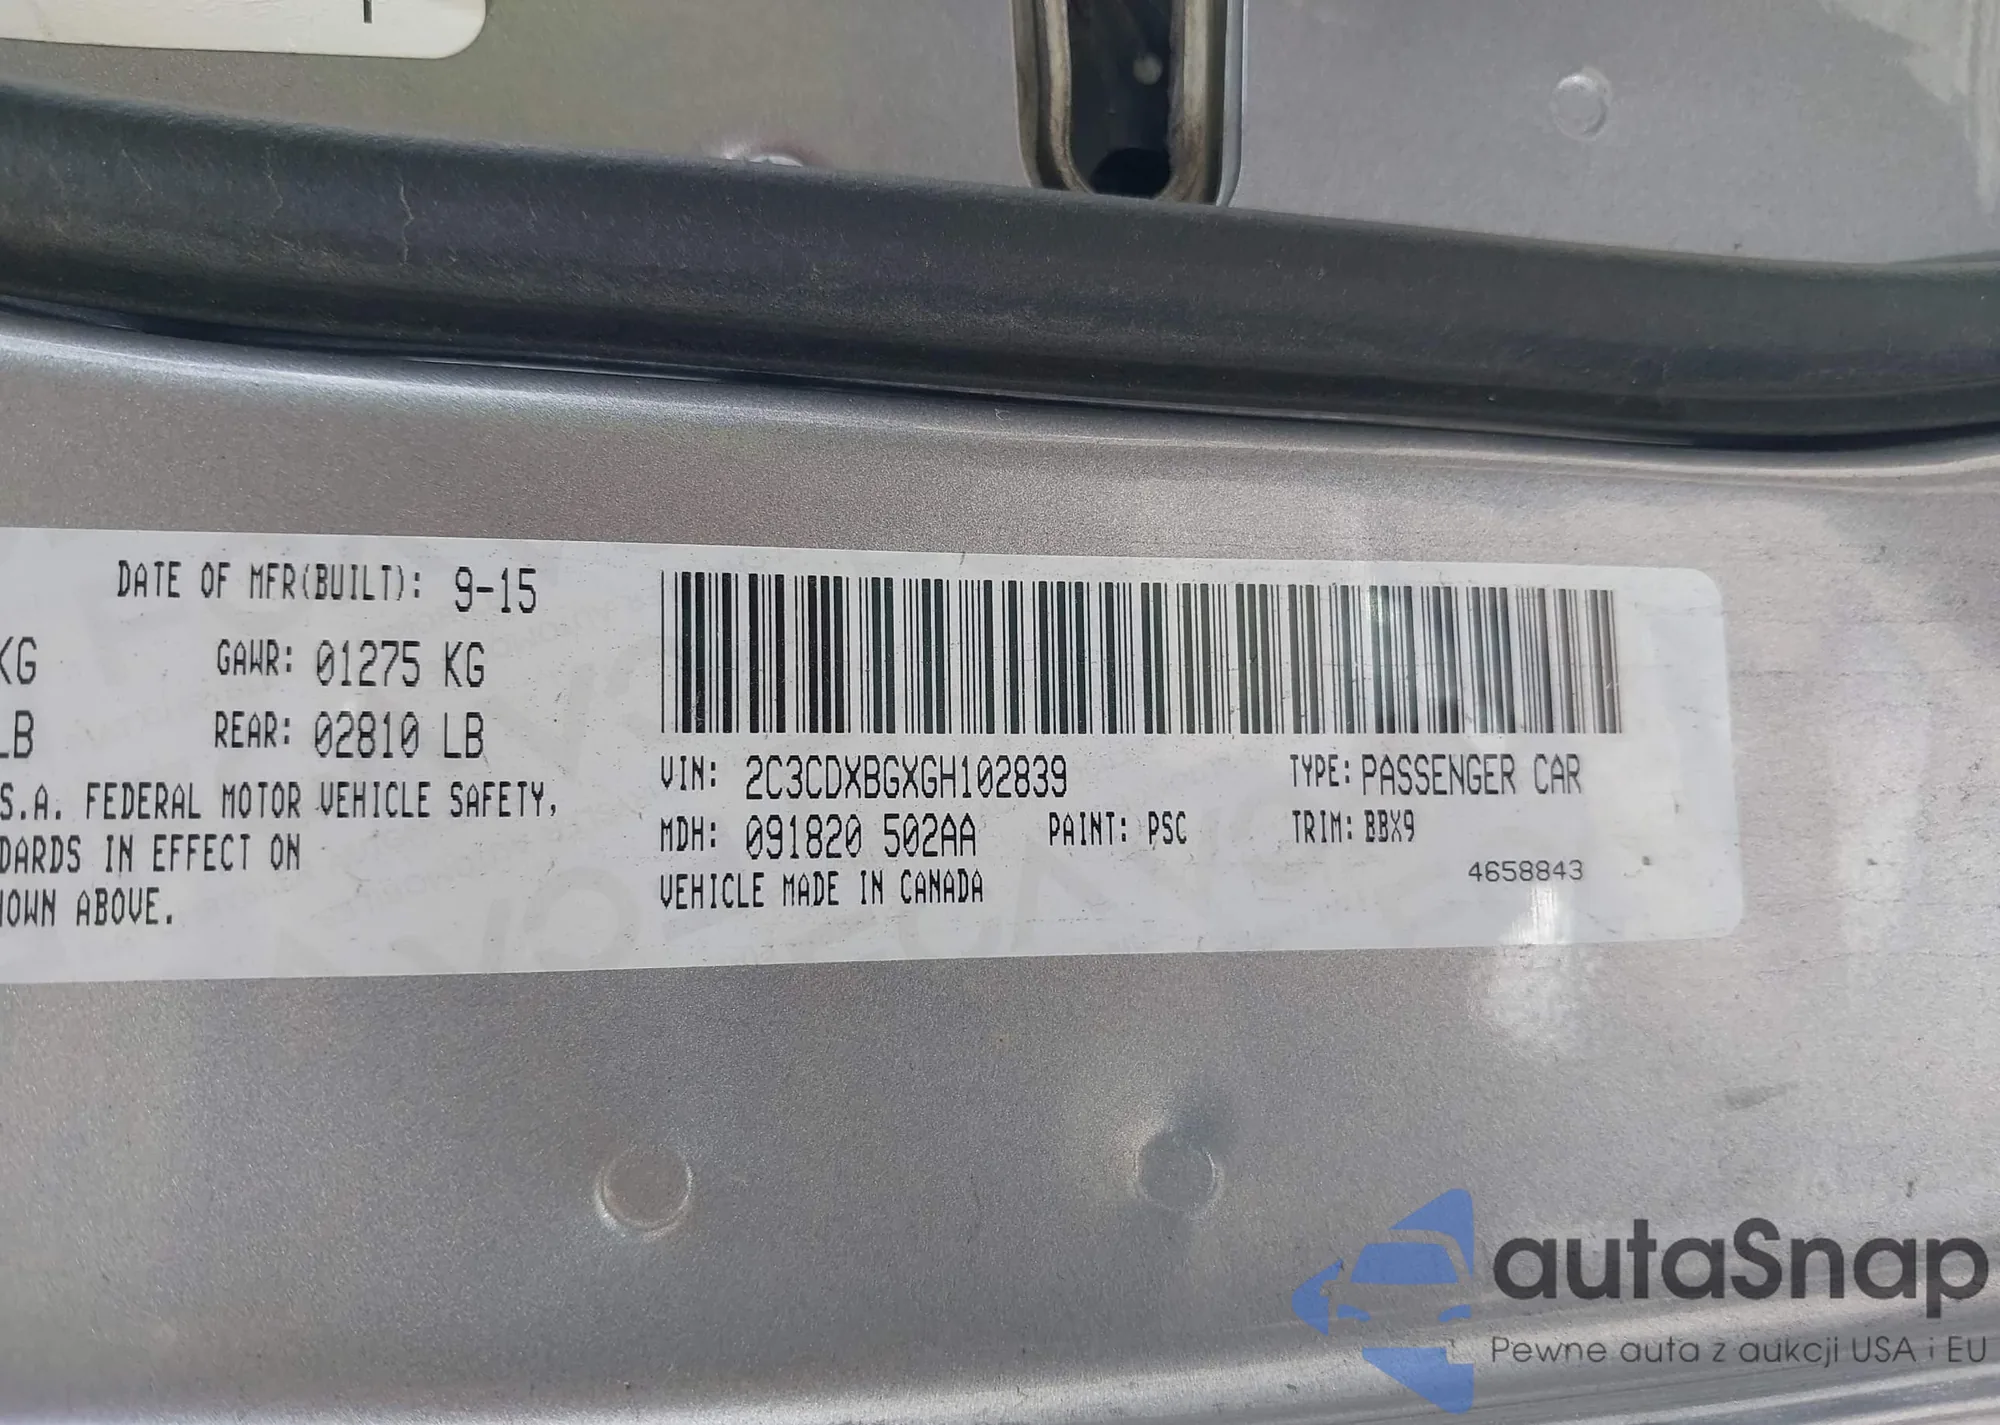 DATE OF MFR(BUILT): 9-15
KG GAWR: 01275 KG
LB REAR: 02810 LB
S.A. FEDERAL MOTOR VEHICLE SAFETY,
DARDS IN EFFECT ON
HOWN ABOVE.
VIN: 2C3CDXBGXGH102839 TYPE: PASSENGER CAR
MDH: 091820 502AA PAINT: PSC TRIM: BBX9
VEHICLE MADE IN CANADA 4658843
autaSnap
Pewne auta z aukcji USA i EU